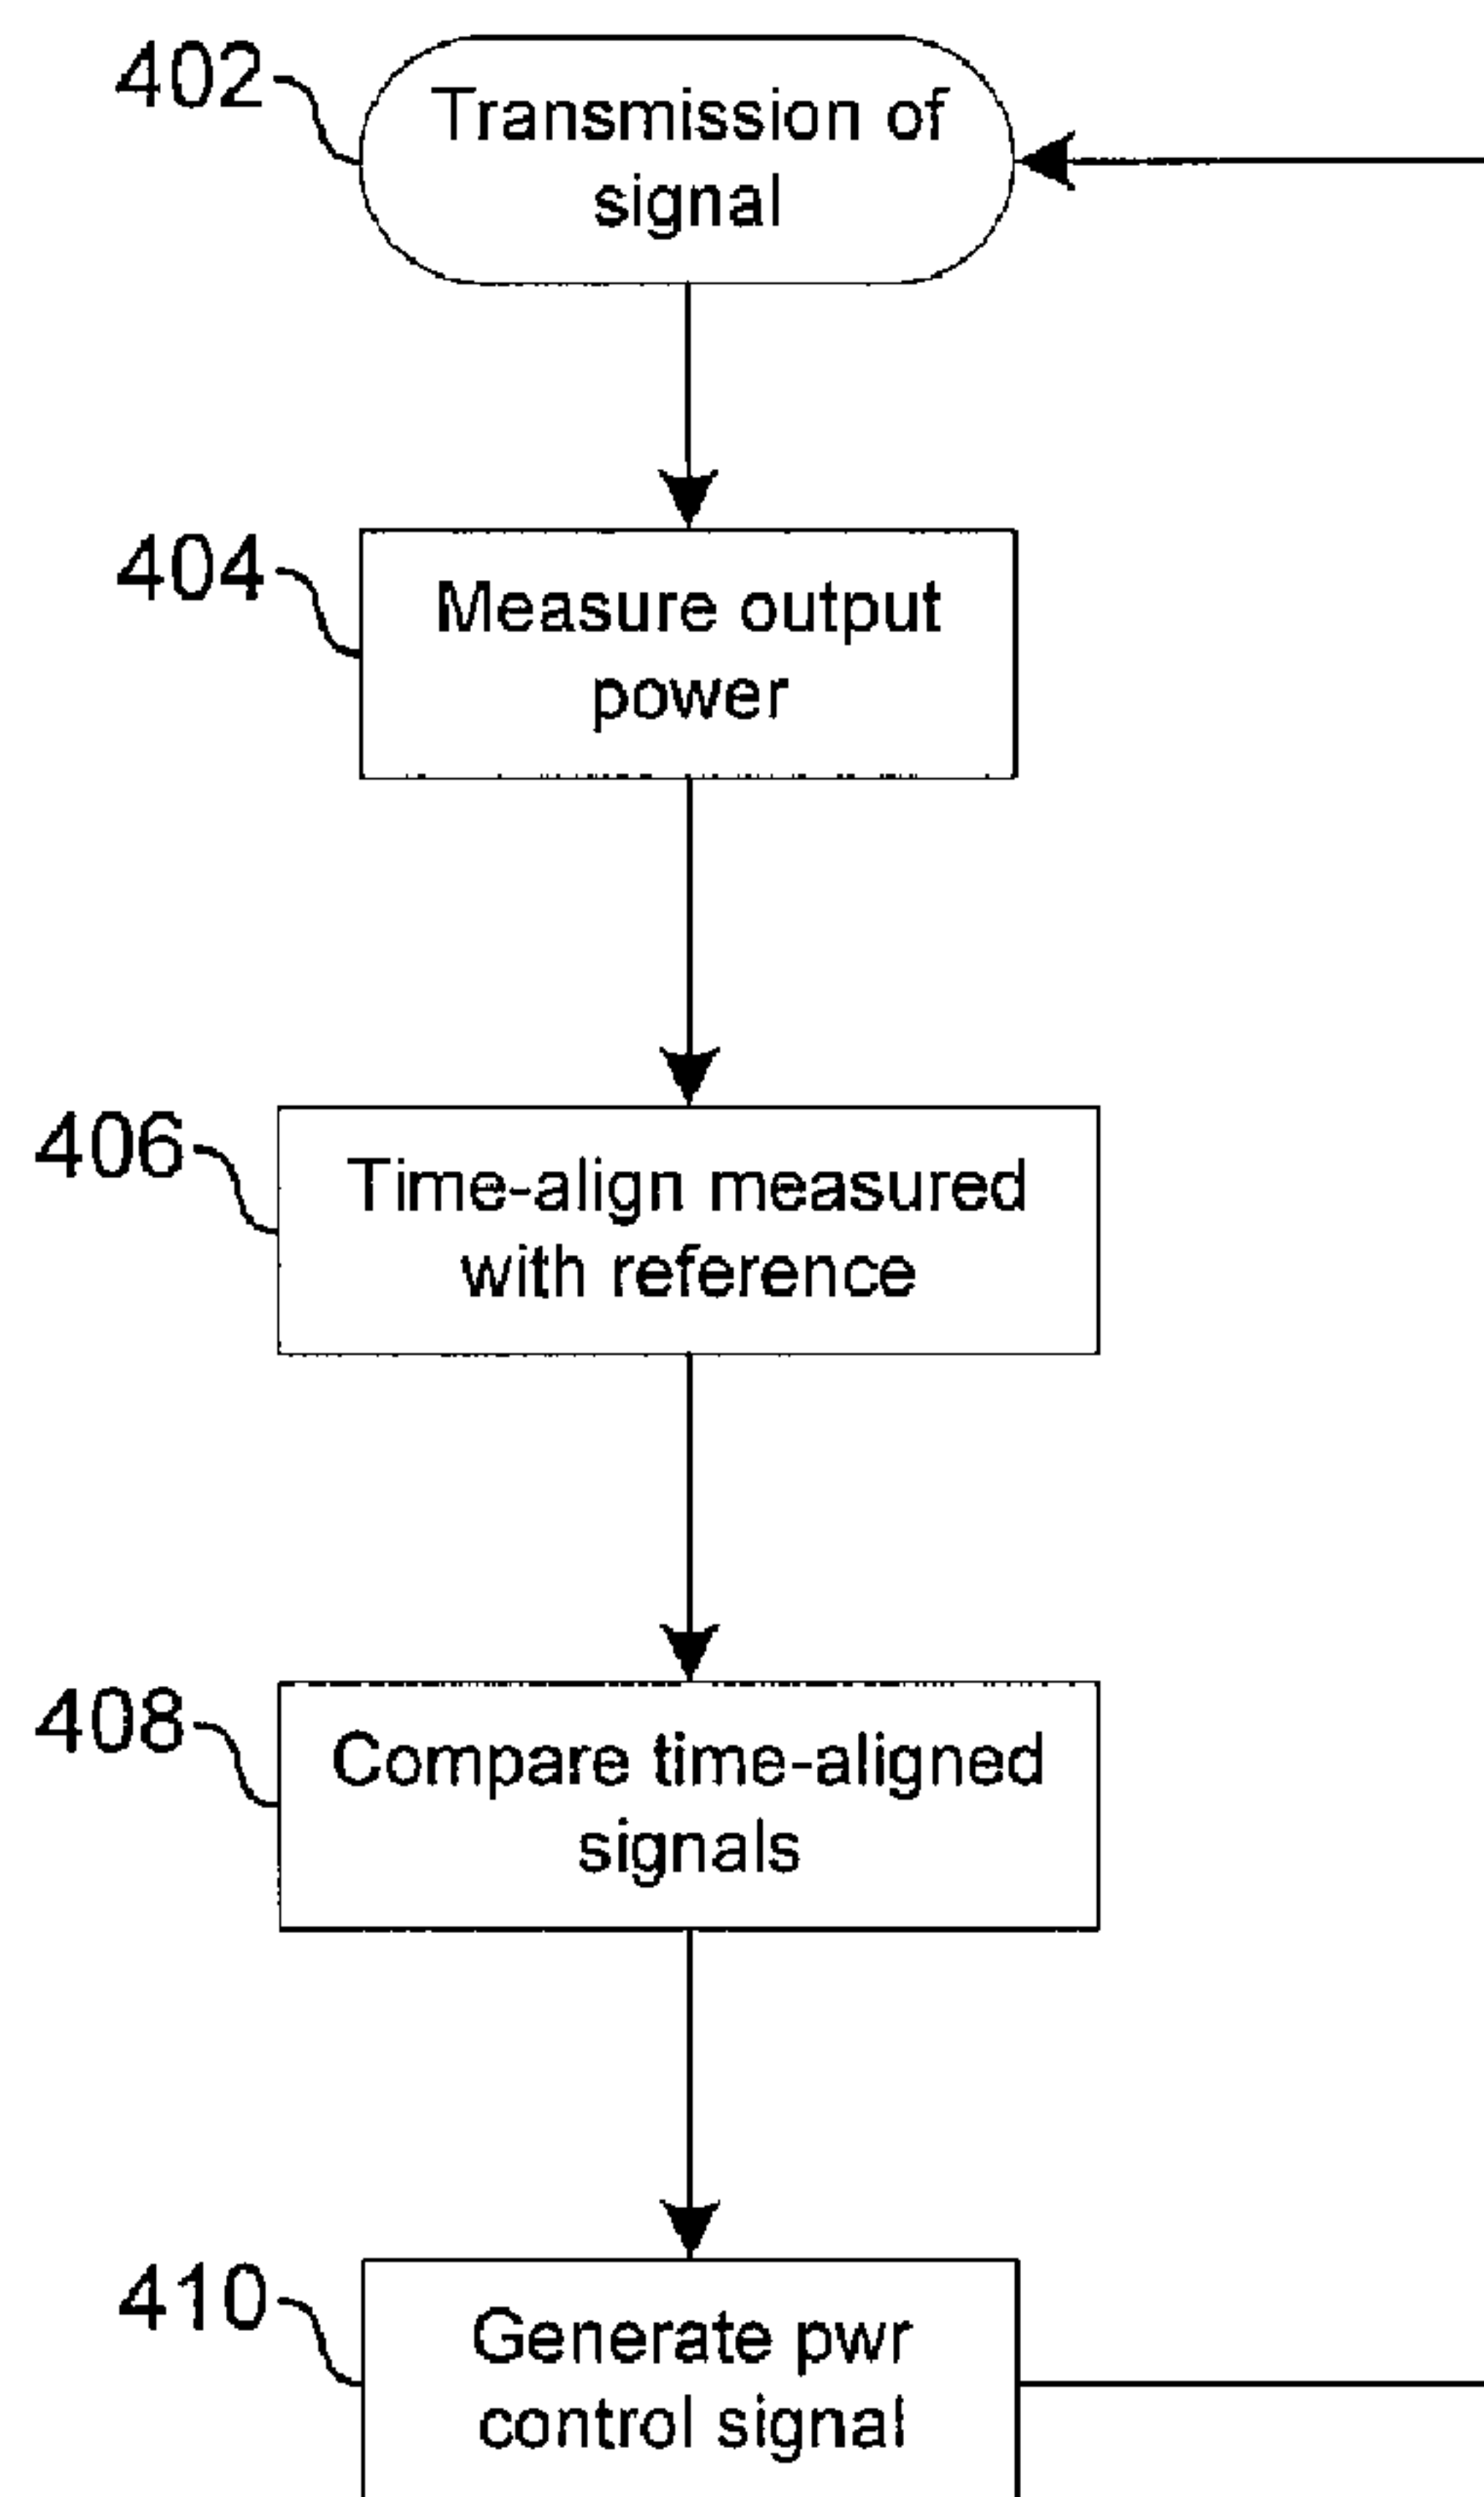 402
Transmission of
signal
404
Measure output
power
406
Time-align measured
with reference
408
Compare time-aligned
signals
410
Generate pwr
control signal